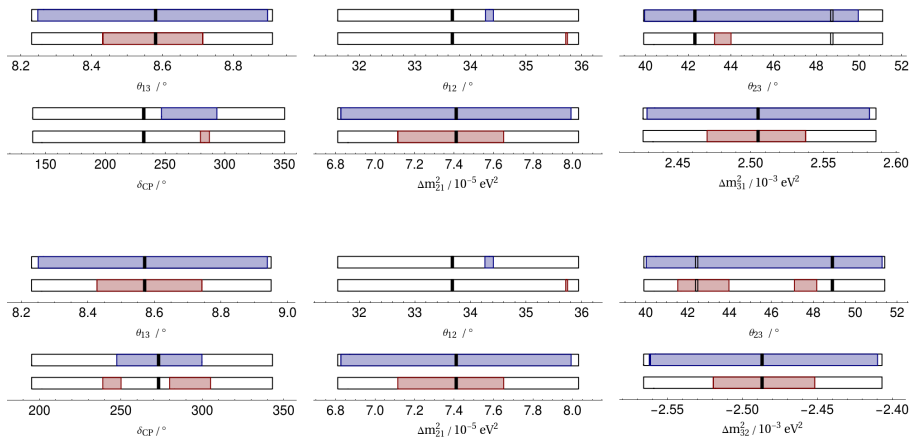 8.2 8.4 8.6 8.8 32 33 34 35 36 40 42 44 46 48 50 52
θ13 / ° θ12 / ° θ23 / °
150 200 250 300 350 6.8 7.0 7.2 7.4 7.6 7.8 8.0 2.45 2.50 2.55 2.60
δCP / ° Δm²21 / 10⁻⁵ eV² Δm²31 / 10⁻³ eV²
8.2 8.4 8.6 8.8 9.0 32 33 34 35 36 40 42 44 46 48 50
θ13 / ° θ12 / ° θ23 / °
200 250 300 350 6.8 7.0 7.2 7.4 7.6 7.8 8.0 −2.55 −2.50 −2.45 −2.40
δCP / ° Δm²21 / 10⁻⁵ eV² Δm²32 / 10⁻³ eV²